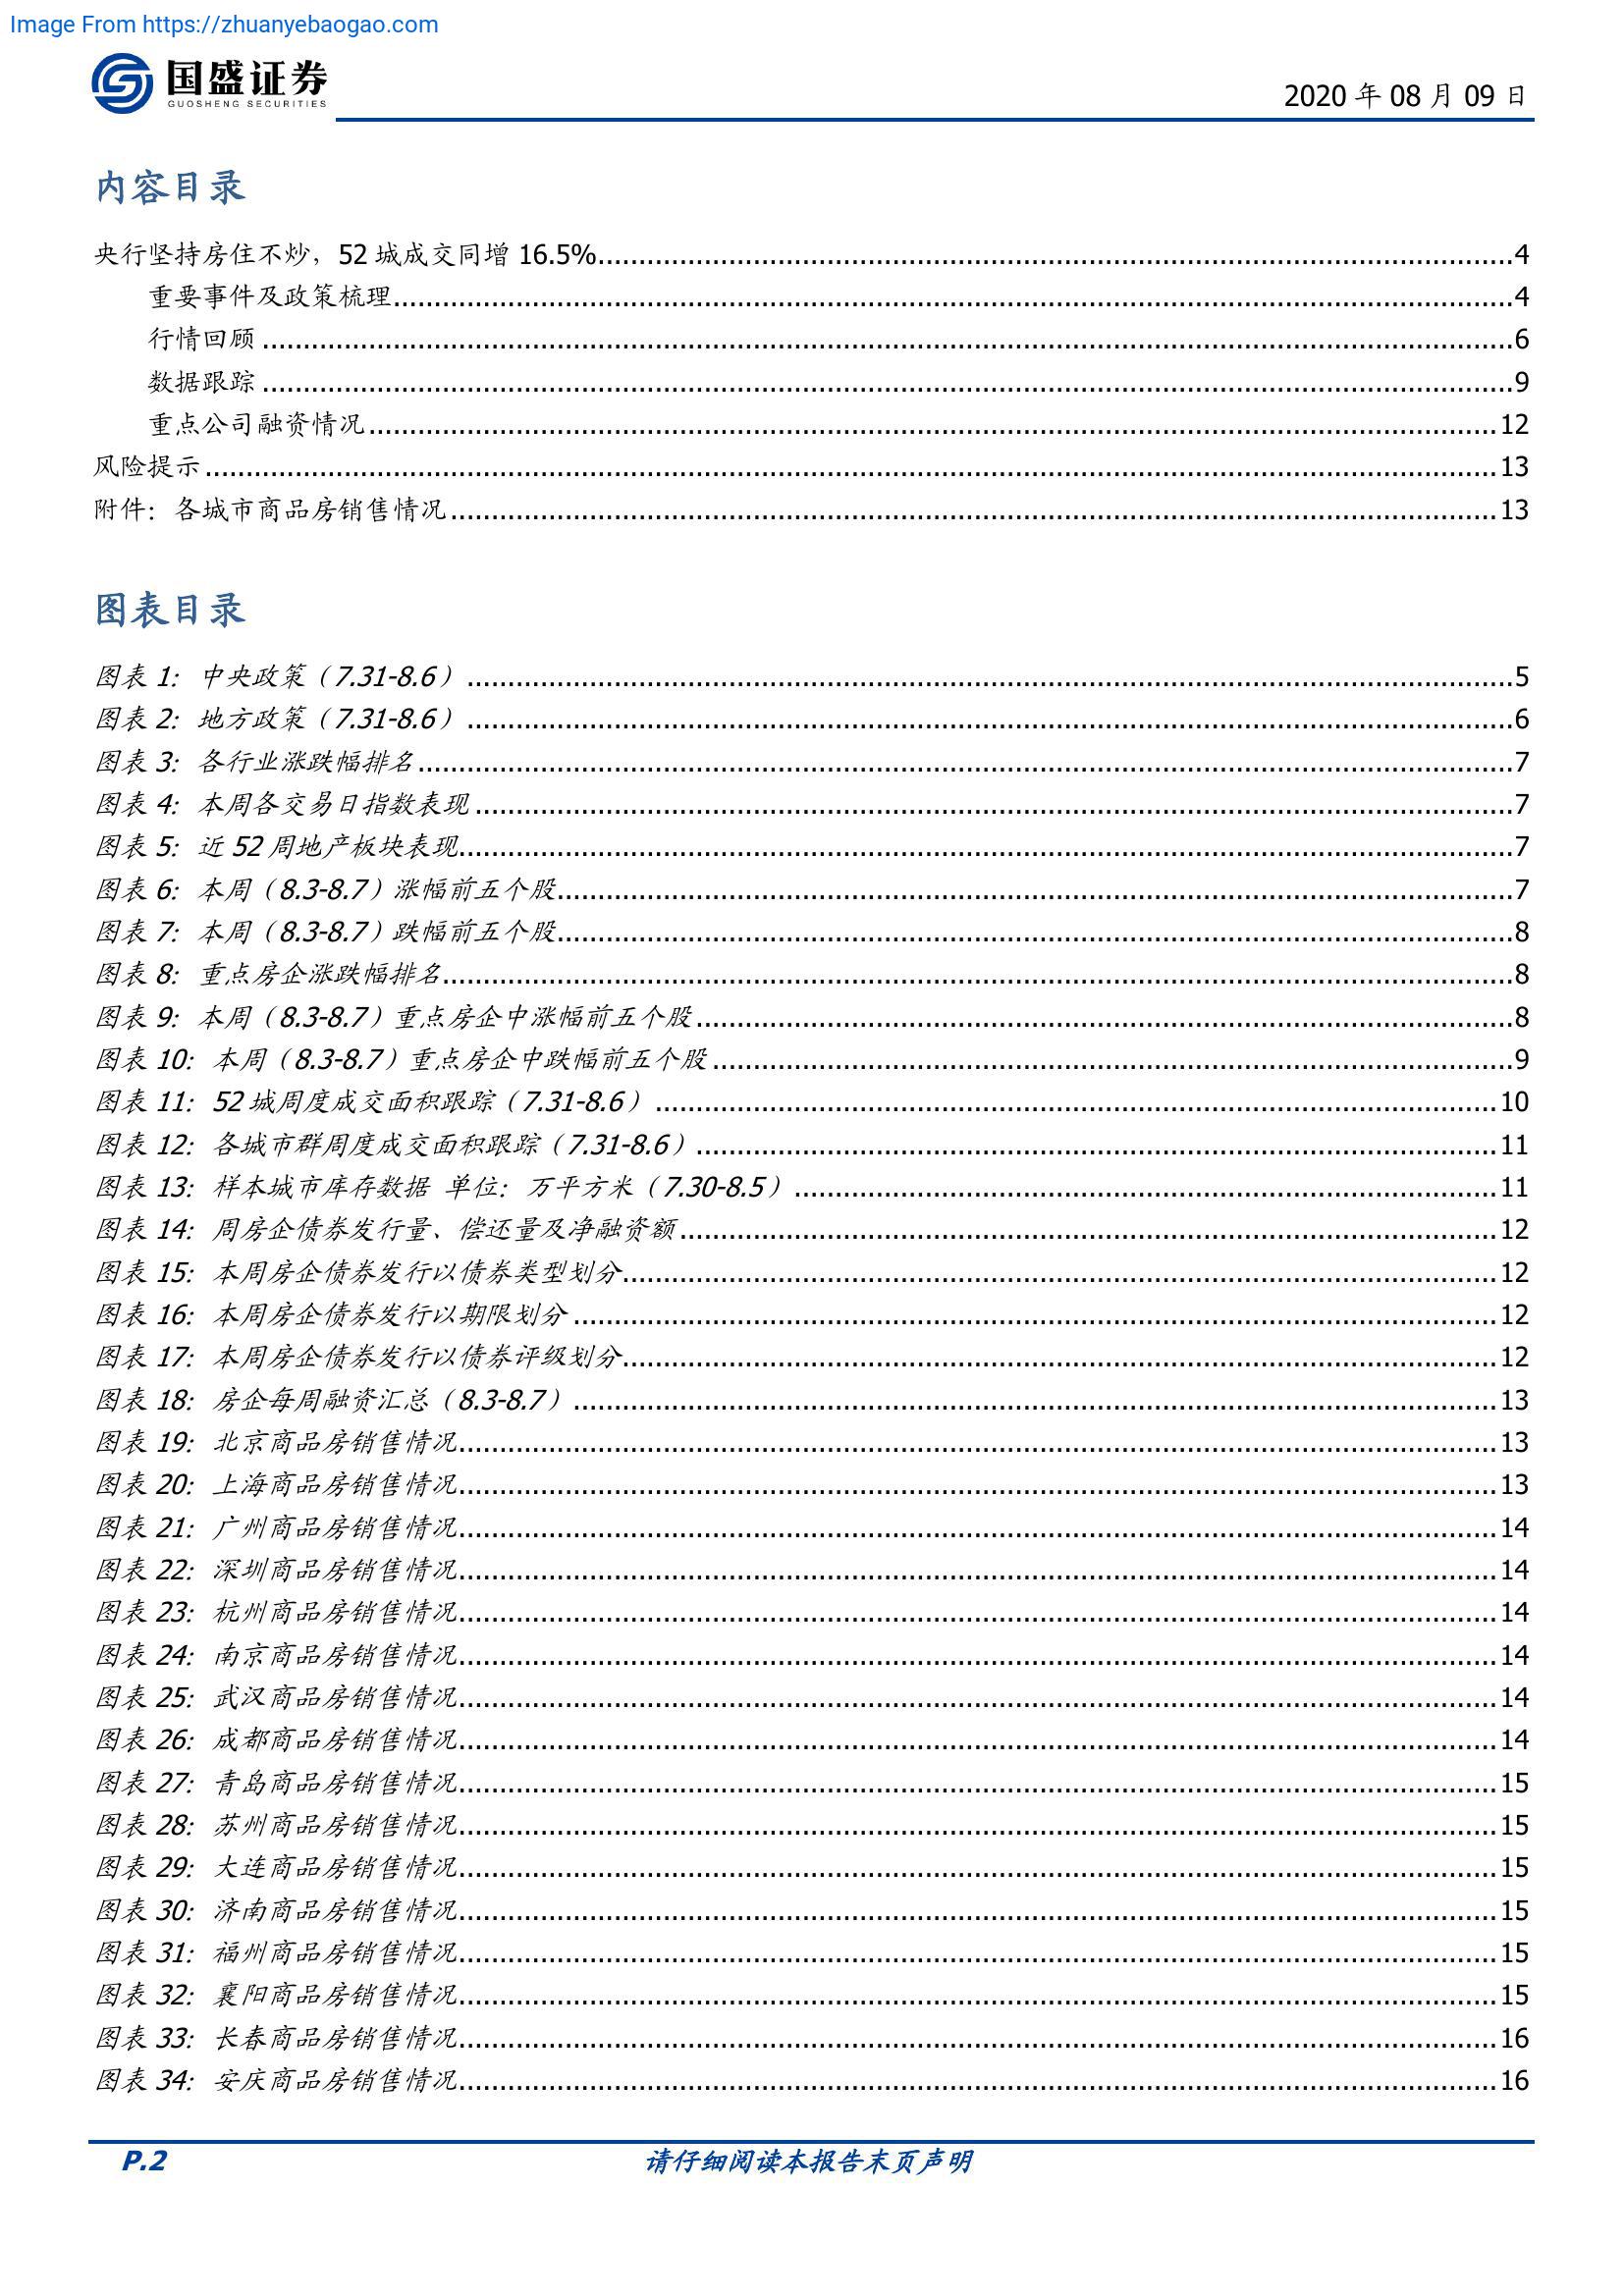 Image From https://zhuanyebaogao.com
国盛证券
GUOSHENG SECURITIES
2020 年 08 月 09 日
内容目录
央行坚持房住不炒，52 城成交同增 16.5%........4
重要事件及政策梳理........4
行情回顾........6
数据跟踪........9
重点公司融资情况........12
风险提示........13
附件：各城市商品房销售情况........13
图表目录
图表 1：中央政策（7.31-8.6）........5
图表 2：地方政策（7.31-8.6）........6
图表 3：各行业涨跌幅排名........7
图表 4：本周各交易日指数表现........7
图表 5：近 52 周地产板块表现........7
图表 6：本周（8.3-8.7）涨幅前五个股........7
图表 7：本周（8.3-8.7）跌幅前五个股........8
图表 8：重点房企涨跌幅排名........8
图表 9：本周（8.3-8.7）重点房企中涨幅前五个股........8
图表 10：本周（8.3-8.7）重点房企中跌幅前五个股........9
图表 11：52 城周度成交面积跟踪（7.31-8.6）........10
图表 12：各城市群周度成交面积跟踪（7.31-8.6）........11
图表 13：样本城市库存数据 单位：万平方米（7.30-8.5）........11
图表 14：周房企债券发行量、偿还量及净融资额........12
图表 15：本周房企债券发行以债券类型划分........12
图表 16：本周房企债券发行以期限划分........12
图表 17：本周房企债券发行以债券评级划分........12
图表 18：房企每周融资汇总（8.3-8.7）........13
图表 19：北京商品房销售情况........13
图表 20：上海商品房销售情况........13
图表 21：广州商品房销售情况........14
图表 22：深圳商品房销售情况........14
图表 23：杭州商品房销售情况........14
图表 24：南京商品房销售情况........14
图表 25：武汉商品房销售情况........14
图表 26：成都商品房销售情况........14
图表 27：青岛商品房销售情况........15
图表 28：苏州商品房销售情况........15
图表 29：大连商品房销售情况........15
图表 30：济南商品房销售情况........15
图表 31：福州商品房销售情况........15
图表 32：襄阳商品房销售情况........15
图表 33：长春商品房销售情况........16
图表 34：安庆商品房销售情况........16
P.2
请仔细阅读本报告末页声明